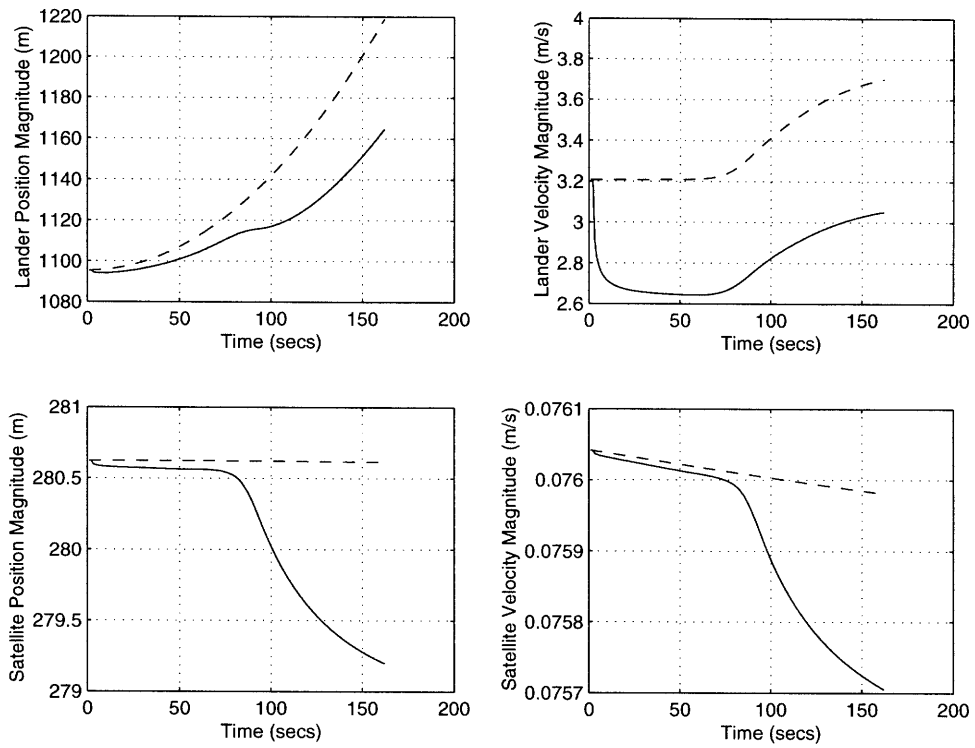 Lander Position Magnitude (m)
1220
1200
1180
1160
1140
1120
1100
1080
0 50 100 150 200
Time (secs)
Lander Velocity Magnitude (m/s)
4
3.8
3.6
3.4
3.2
3
2.8
2.6
0 50 100 150 200
Time (secs)
Satellite Position Magnitude (m)
281
280.5
280
279.5
279
0 50 100 150 200
Time (secs)
Satellite Velocity Magnitude (m/s)
0.0761
0.076
0.0759
0.0758
0.0757
0 50 100 150 200
Time (secs)